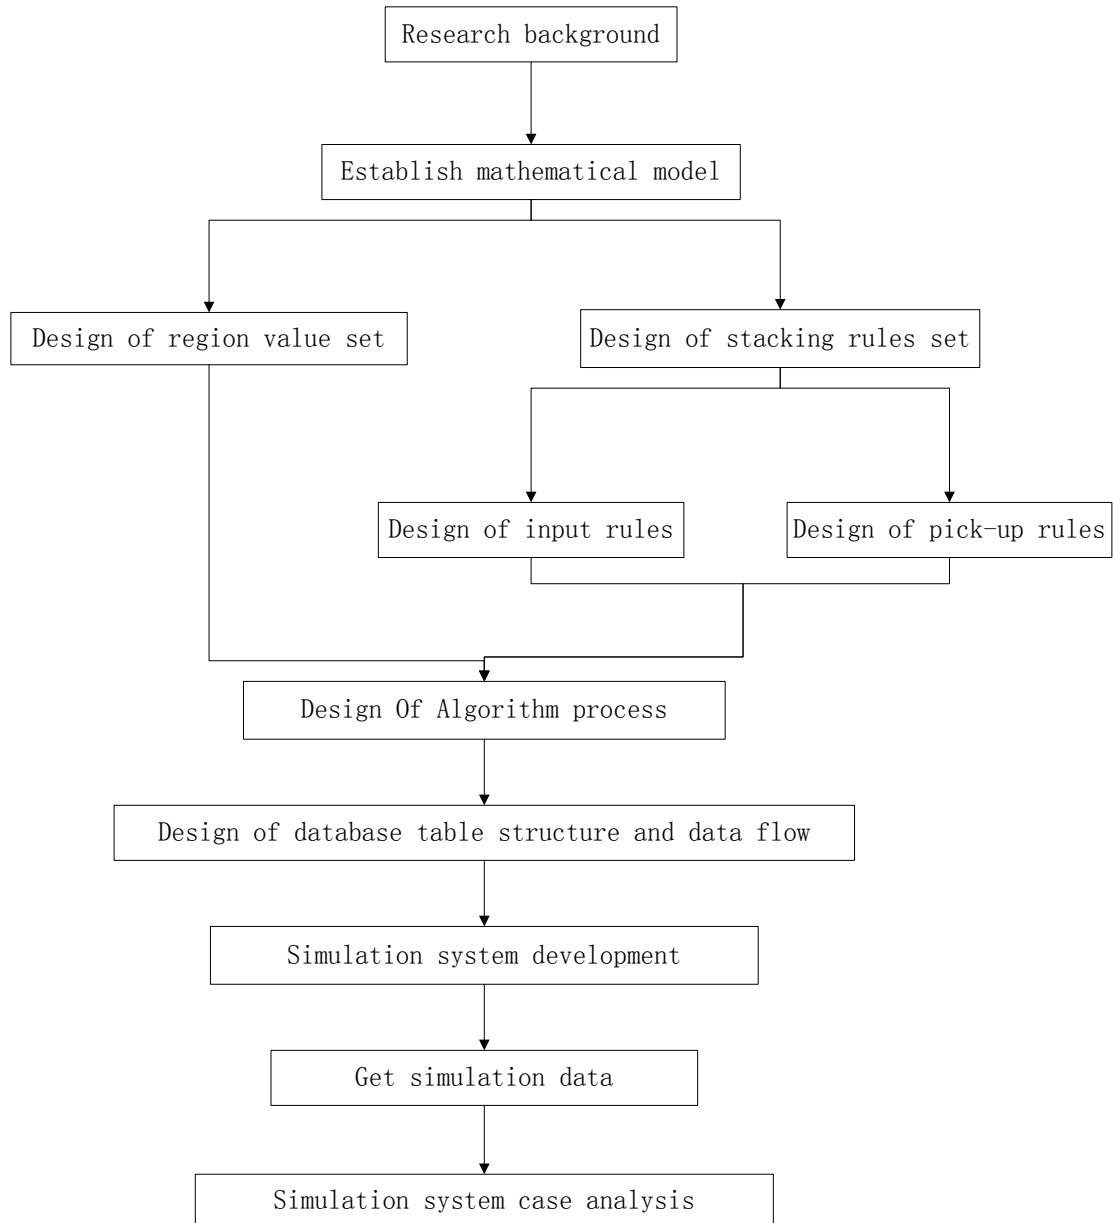 Research background
Establish mathematical model
Design of region value set
Design of stacking rules set
Design of input rules
Design of pick-up rules
Design Of Algorithm process
Design of database table structure and data flow
Simulation system development
Get simulation data
Simulation system case analysis